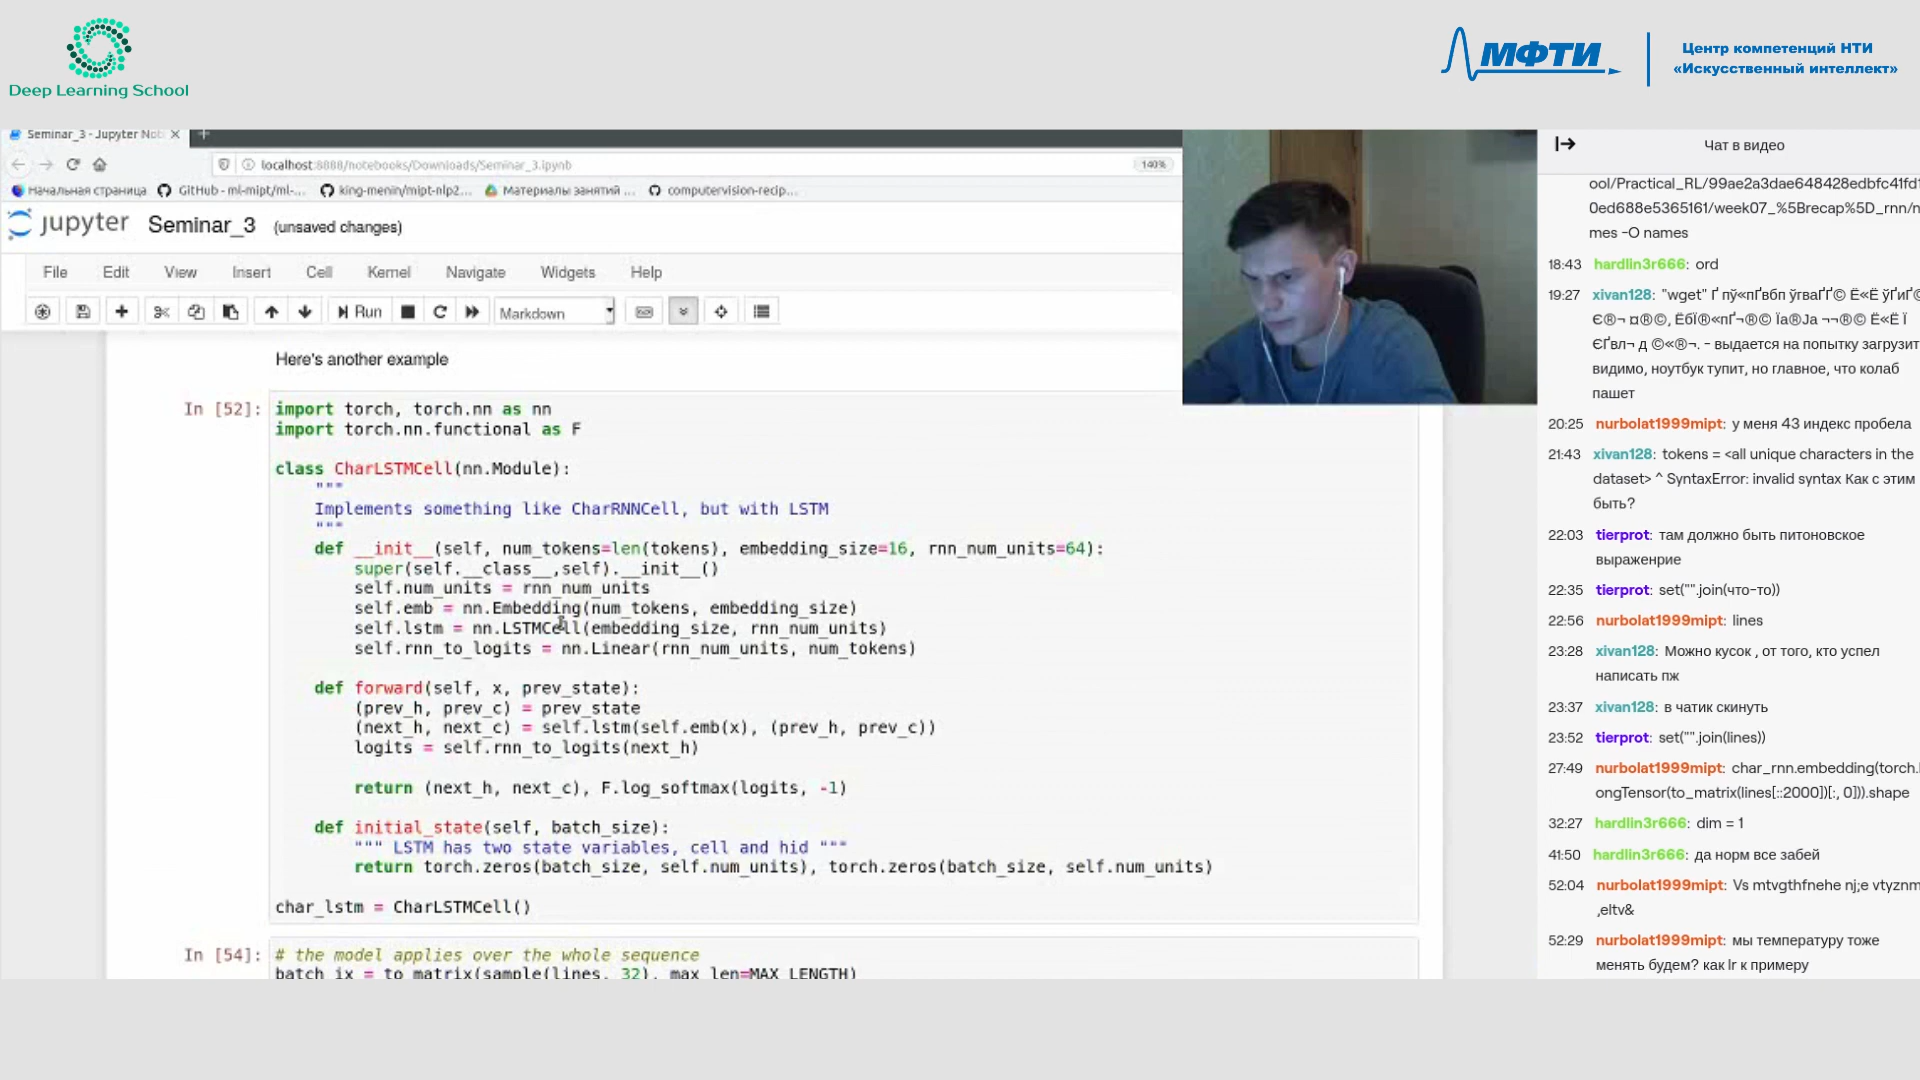 Deep Learning School
МФТИ
Центр компетенций НТИ
«Искусственный интеллект»
Seminar_3 - Jupyter Not
localhost:8888/notebooks/Downloads/Seminar_3.ipynb
140%
Начальная страница
GitHub - ml-mipt/ml-...
king-menin/mipt-nlp2...
Материалы занятий ...
computervision-recip...
jupyter Seminar_3 (unsaved changes)
File Edit View Insert Cell Kernel Navigate Widgets Help
Run
Markdown
Here's another example
In [52]:
import torch, torch.nn as nn
import torch.nn.functional as F
class CharLSTMCell(nn.Module):
"""
Implements something like CharRNNCell, but with LSTM
"""
def __init__(self, num_tokens=len(tokens), embedding_size=16, rnn_num_units=64):
super(self.__class__,self).__init__()
self.num_units = rnn_num_units
self.emb = nn.Embedding(num_tokens, embedding_size)
self.lstm = nn.LSTMCell(embedding_size, rnn_num_units)
self.rnn_to_logits = nn.Linear(rnn_num_units, num_tokens)
def forward(self, x, prev_state):
(prev_h, prev_c) = prev_state
(next_h, next_c) = self.lstm(self.emb(x), (prev_h, prev_c))
logits = self.rnn_to_logits(next_h)
return (next_h, next_c), F.log_softmax(logits, -1)
def initial_state(self, batch_size):
""" LSTM has two state variables, cell and hid """
return torch.zeros(batch_size, self.num_units), torch.zeros(batch_size, self.num_units)
char_lstm = CharLSTMCell()
In [54]:
# the model applies over the whole sequence
batch_ix = to_matrix(sample(lines, 32), max_len=MAX_LENGTH)
Чат в видео
ool/Practical_RL/99ae2a3dae648428edbfc41fd1
0ed688e5365161/week07_%5Brecap%5D_rnn/n
mes -O names
18:43 hardlin3r666: ord
19:27 xivan128: "wget"
- выдается на попытку загрузит
видимо, ноутбук тупит, но главное, что колаб
пашет
20:25 nurbolat1999mipt: у меня 43 индекс пробела
21:43 xivan128: tokens = <all unique characters in the
dataset> ^ SyntaxError: invalid syntax Как с этим
быть?
22:03 tierprot: там должно быть питоновское
выраженрие
22:35 tierprot: set("".join(что-то))
22:56 nurbolat1999mipt: lines
23:28 xivan128: Можно кусок , от того, кто успел
написать пж
23:37 xivan128: в чатик скинуть
23:52 tierprot: set("".join(lines))
27:49 nurbolat1999mipt: char_rnn.embedding(torch.l
ongTensor(to_matrix(lines[::2000])[:, 0])).shape
32:27 hardlin3r666: dim = 1
41:50 hardlin3r666: да норм все забей
52:04 nurbolat1999mipt: Vs mtvgthfnehe nj;e vtyznm
,eltv&
52:29 nurbolat1999mipt: мы температуру тоже
менять будем? как lr к примеру